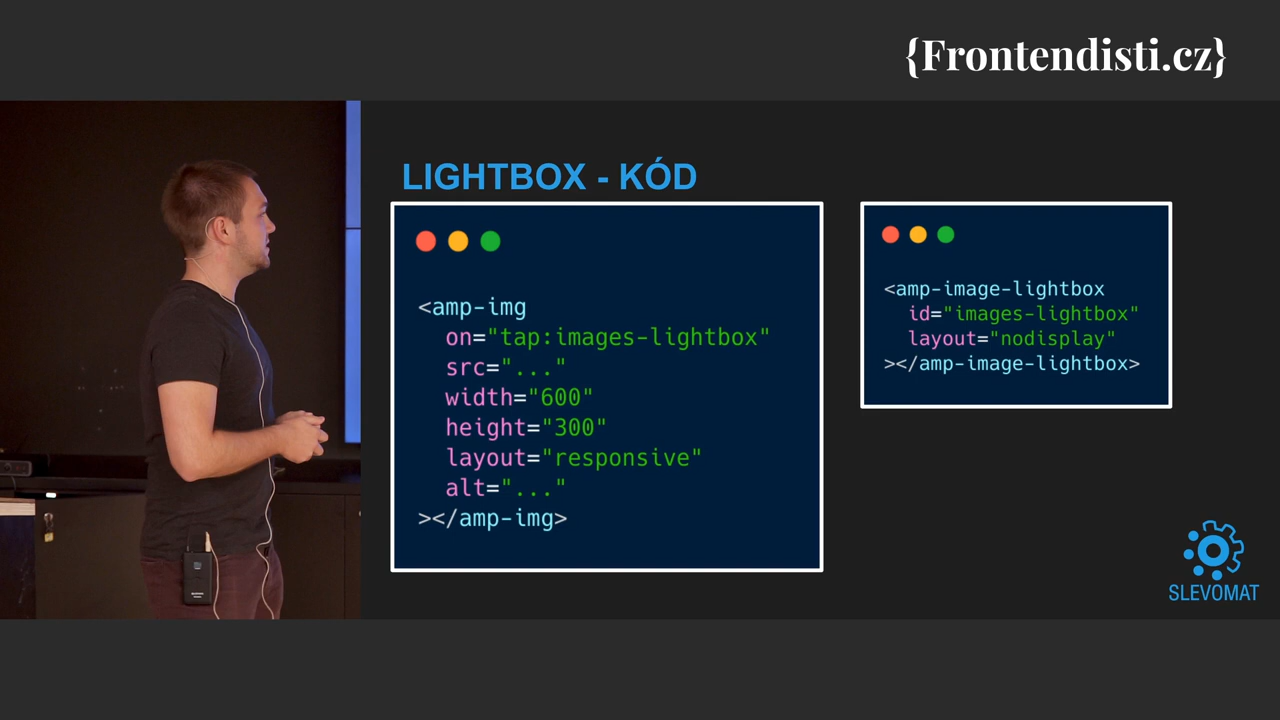 {Frontendisti.cz}
LIGHTBOX - KÓD
<amp-img
on="tap:images-lightbox"
src="..."
width="600"
height="300"
layout="responsive"
alt="..."
></amp-img>
<amp-image-lightbox
id="images-lightbox"
layout="nodisplay"
></amp-image-lightbox>
SLEVOMAT